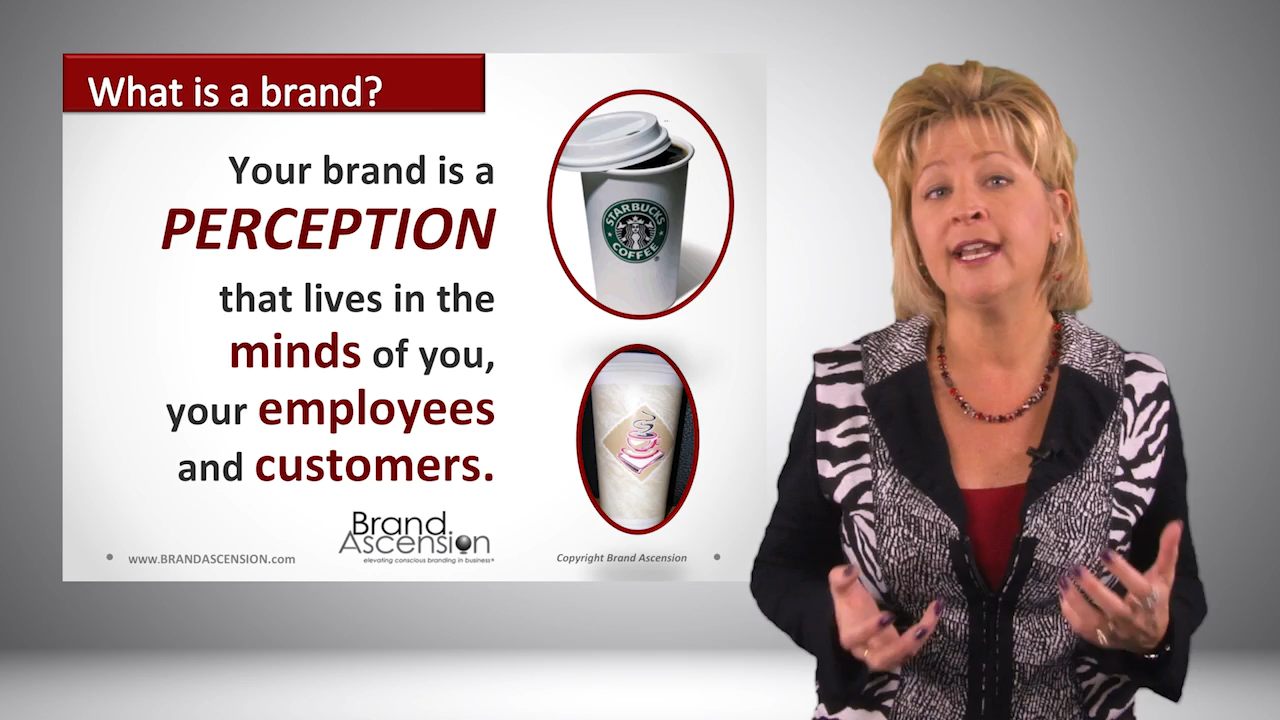 What is a brand?
Your brand is a
PERCEPTION
that lives in the
minds of you,
your employees
and customers.
STARBUCKS
COFFEE
Brand
Ascension
elevating conscious branding in business
www.BRANDASCENSION.com
Copyright Brand Ascension